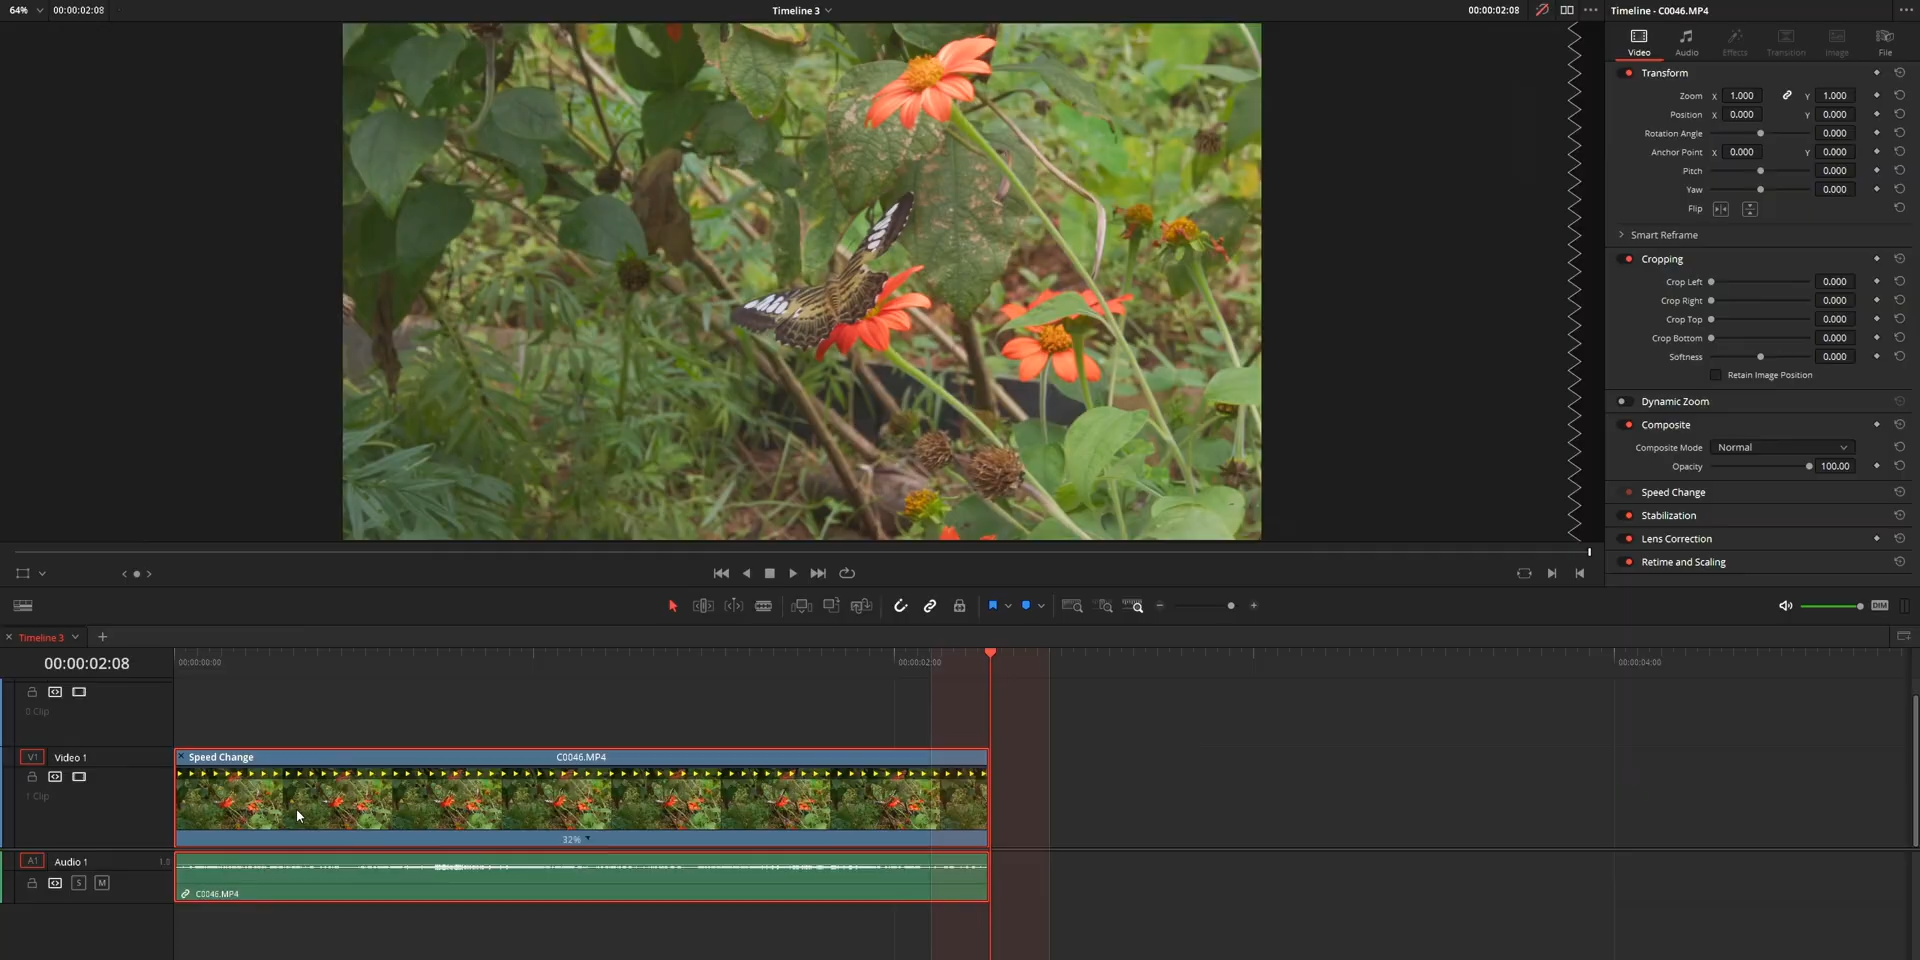 64%
00:00:02:08
Timeline 3
00:00:02:08
Timeline - C0046.MP4
Video
Audio
Effects
Transition
Image
File
Transform
Zoom X 1.000 Y 1.000
Position X 0.000 Y 0.000
Rotation Angle 0.000
Anchor Point X 0.000 Y 0.000
Pitch 0.000
Yaw 0.000
Flip
Smart Reframe
Cropping
Crop Left 0.000
Crop Right 0.000
Crop Top 0.000
Crop Bottom 0.000
Softness 0.000
Retain Image Position
Dynamic Zoom
Composite
Composite Mode Normal
Opacity 100.00
Speed Change
Stabilization
Lens Correction
Retime and Scaling
DIM
Timeline 3
00:00:02:08
00:00:00:00
00:00:02:00
00:00:04:00
0 Clip
V1 Video 1
Speed Change
C0046.MP4
1 Clip
32%
A1 Audio 1 1.0
S M
C0046.MP4